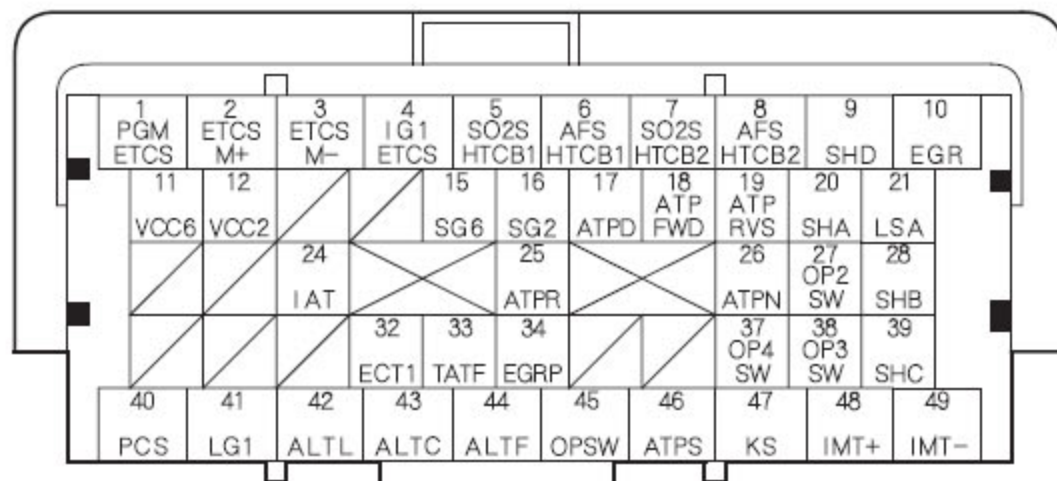 1 2 3 4 5 6 7 8 9 10
PGM ETCS ETCS IG1 SO2S AFS SO2S AFS
ETCS M+ M- ETCS HTCB1 HTCB1 HTCB2 HTCB2 SHD EGR
11 12 15 16 17 18 19 20 21
ATP ATP
VCC6 VCC2 SG6 SG2 ATPD FWD RVS SHA LSA
24 25 26 27 28
OP2
IAT ATPR ATPN SW SHB
32 33 34 37 38 39
OP4 OP3
ECT1 TATF EGRP SW SW SHC
40 41 42 43 44 45 46 47 48 49
PCS LG1 ALTL ALTC ALTF OPSW ATPS KS IMT+ IMT-